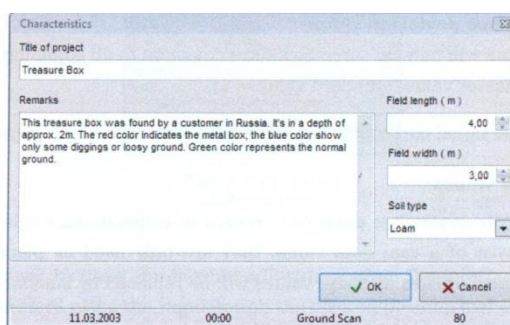 Characteristics
Title of project
Treasure Box
Remarks
This treasure box was found by a customer in Russia. It's in a depth of
approx. 2m. The red color indicates the metal box, the blue color show
only some diggings or loosy ground. Green color represents the normal
ground.
Field length ( m )
4,00
Field width ( m )
3,00
Soil type
Loam
OK
Cancel
11.03.2003 00:00 Ground Scan 80